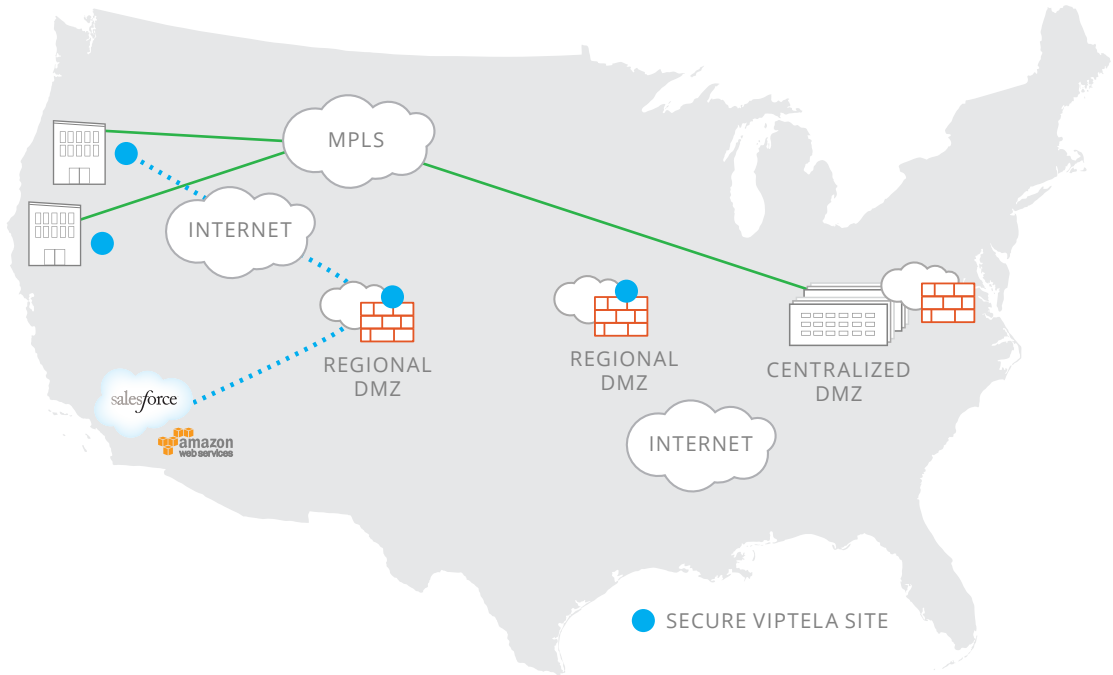 MPLS
INTERNET
REGIONAL
DMZ
REGIONAL
DMZ
CENTRALIZED
DMZ
salesforce
amazon
web services
INTERNET
SECURE VIPTELA SITE